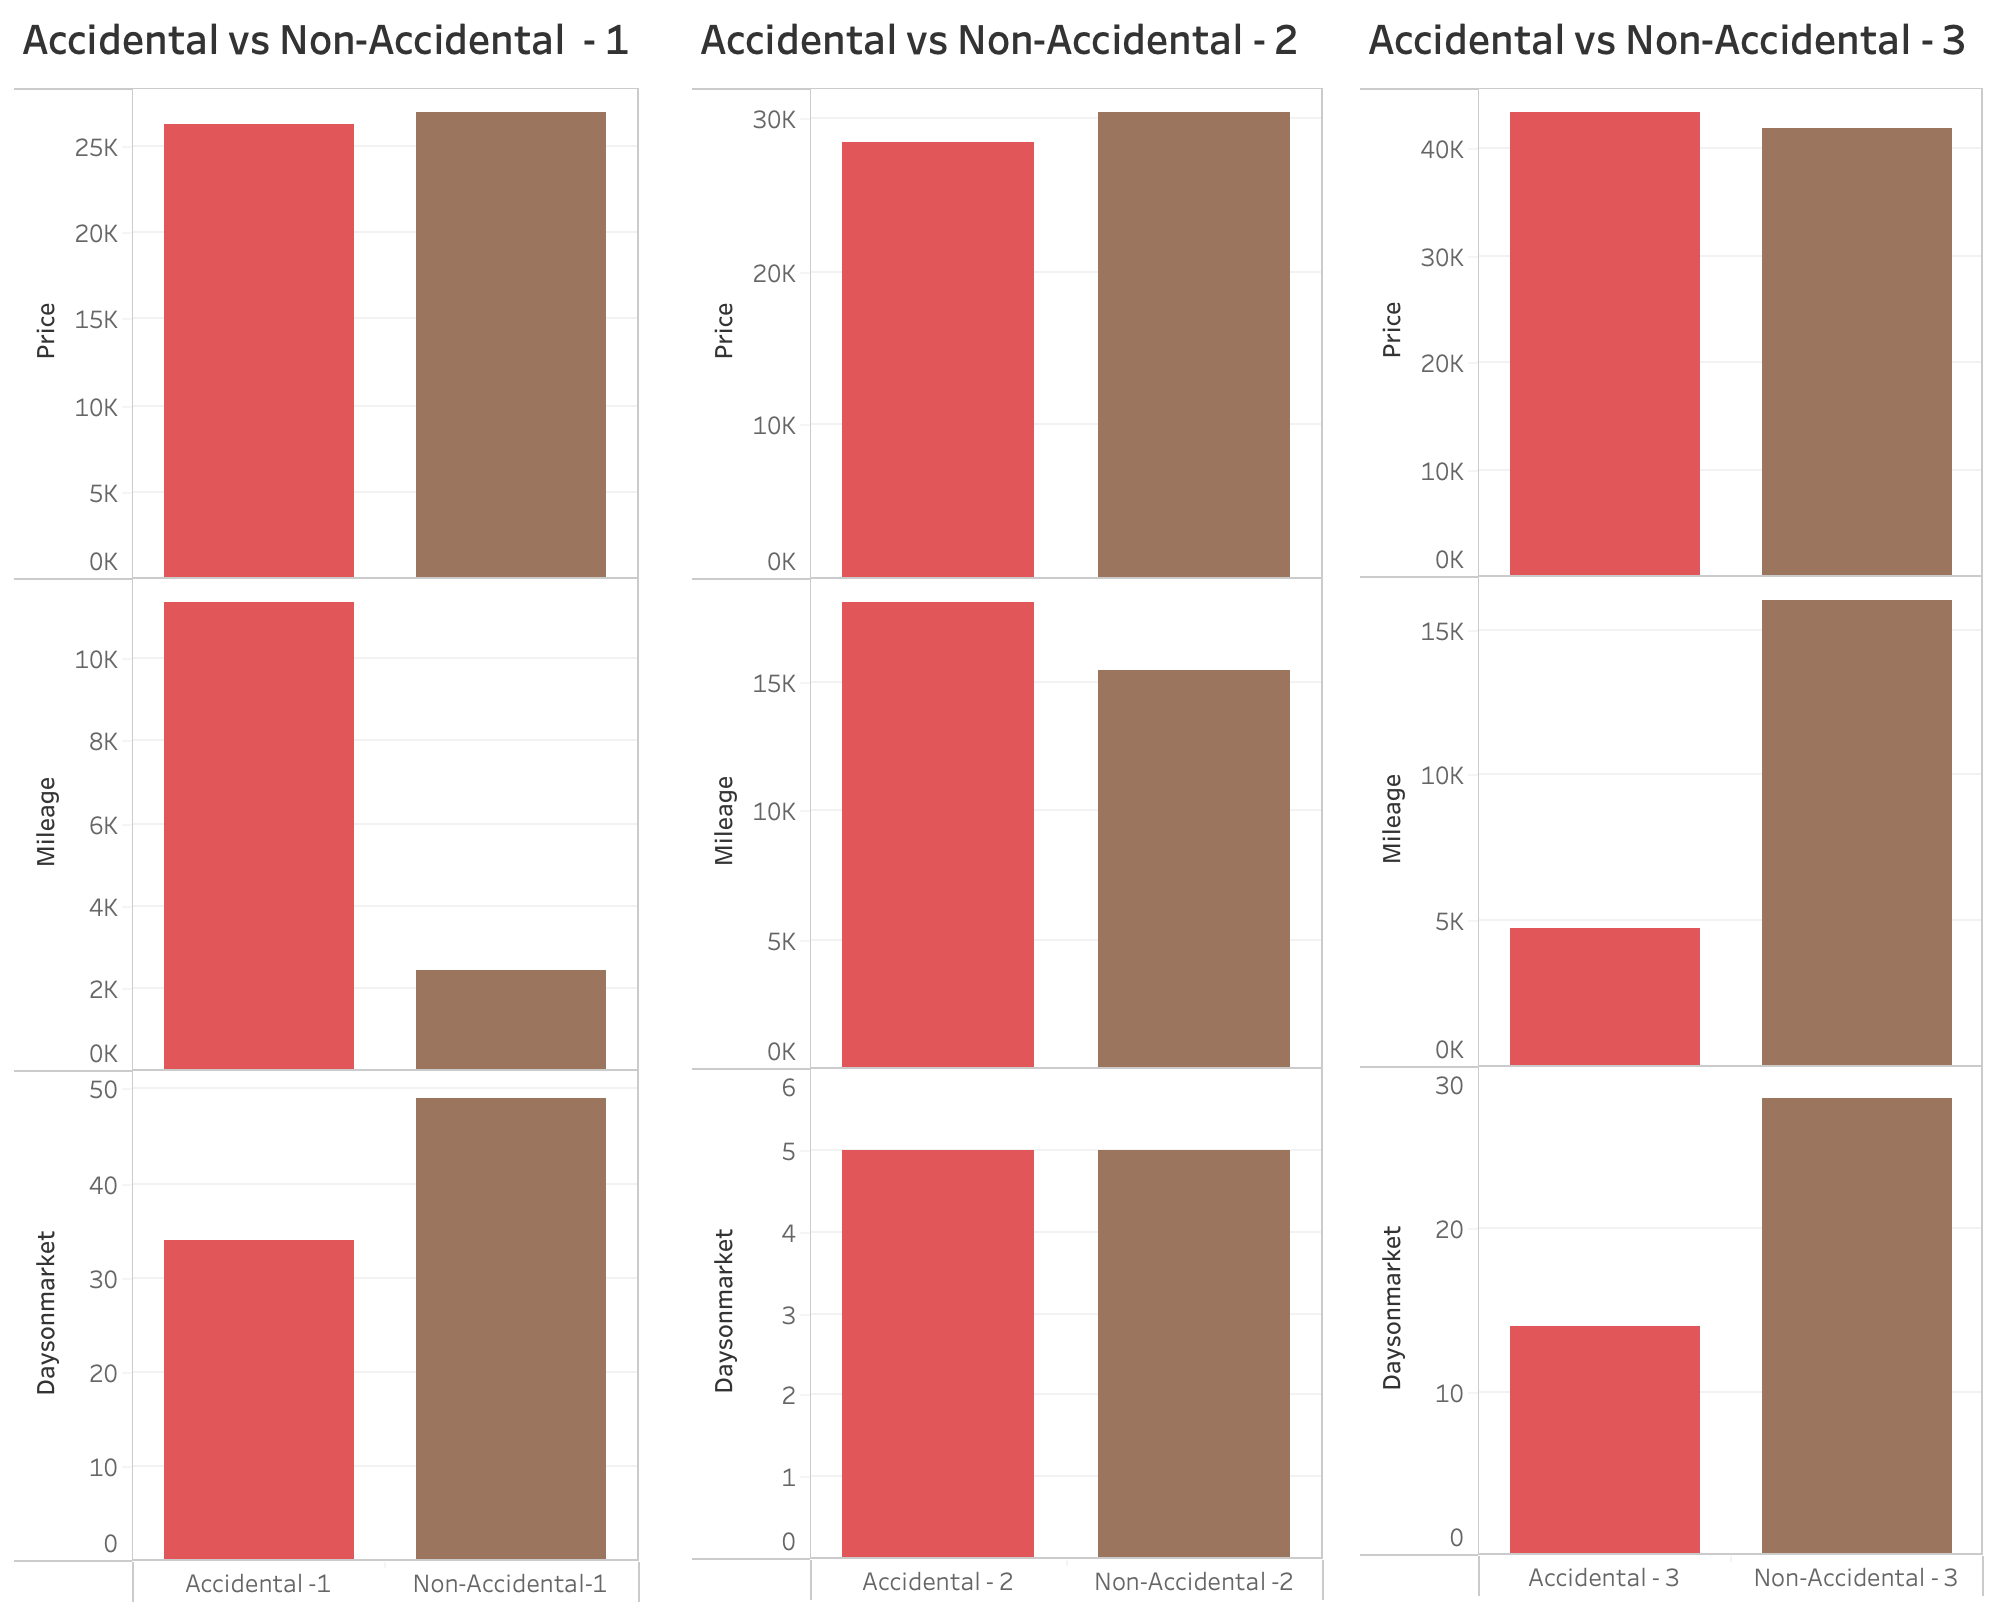 Accidental vs Non-Accidental - 1
25K
20K
15K
10K
5K
0K
Price
10K
8K
6K
4K
2K
0K
Mileage
50
40
30
20
10
0
Daysonmarket
Accidental -1
Non-Accidental-1
Accidental vs Non-Accidental - 2
30K
20K
10K
0K
Price
15K
10K
5K
0K
Mileage
6
5
4
3
2
1
0
Daysonmarket
Accidental - 2
Non-Accidental -2
Accidental vs Non-Accidental - 3
40K
30K
20K
10K
0K
Price
15K
10K
5K
0K
Mileage
30
20
10
0
Daysonmarket
Accidental - 3
Non-Accidental - 3